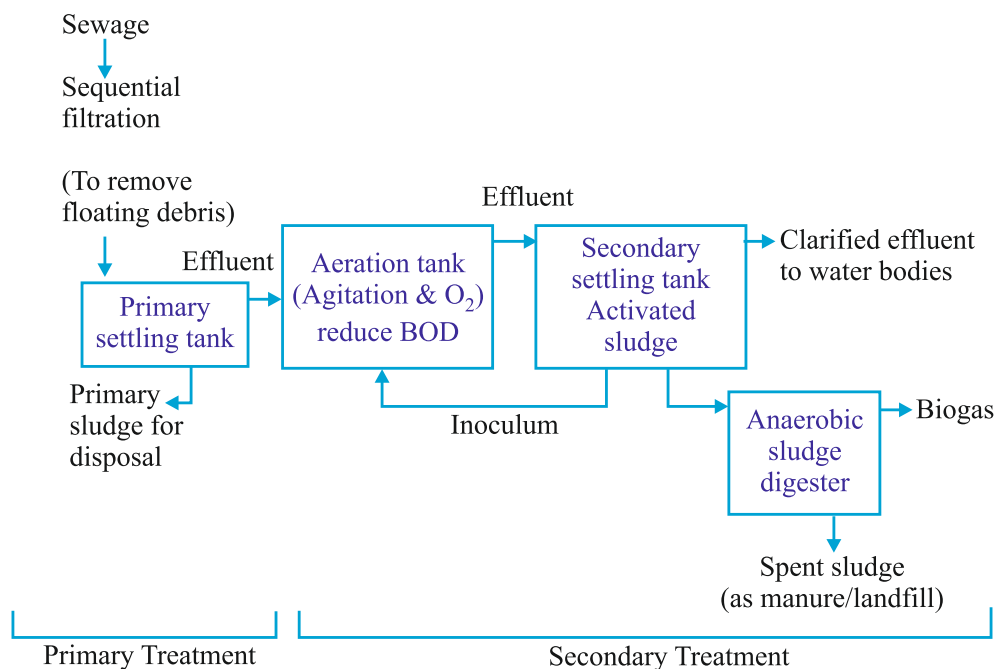 Sewage
Sequential
filtration
(To remove
floating debris)
Effluent
Primary
settling tank
Primary
sludge for
disposal
Aeration tank
(Agitation & O₂)
reduce BOD
Effluent
Secondary
settling tank
Activated
sludge
Clarified effluent
to water bodies
Inoculum
Anaerobic
sludge
digester
Biogas
Spent sludge
(as manure/landfill)
Primary Treatment
Secondary Treatment